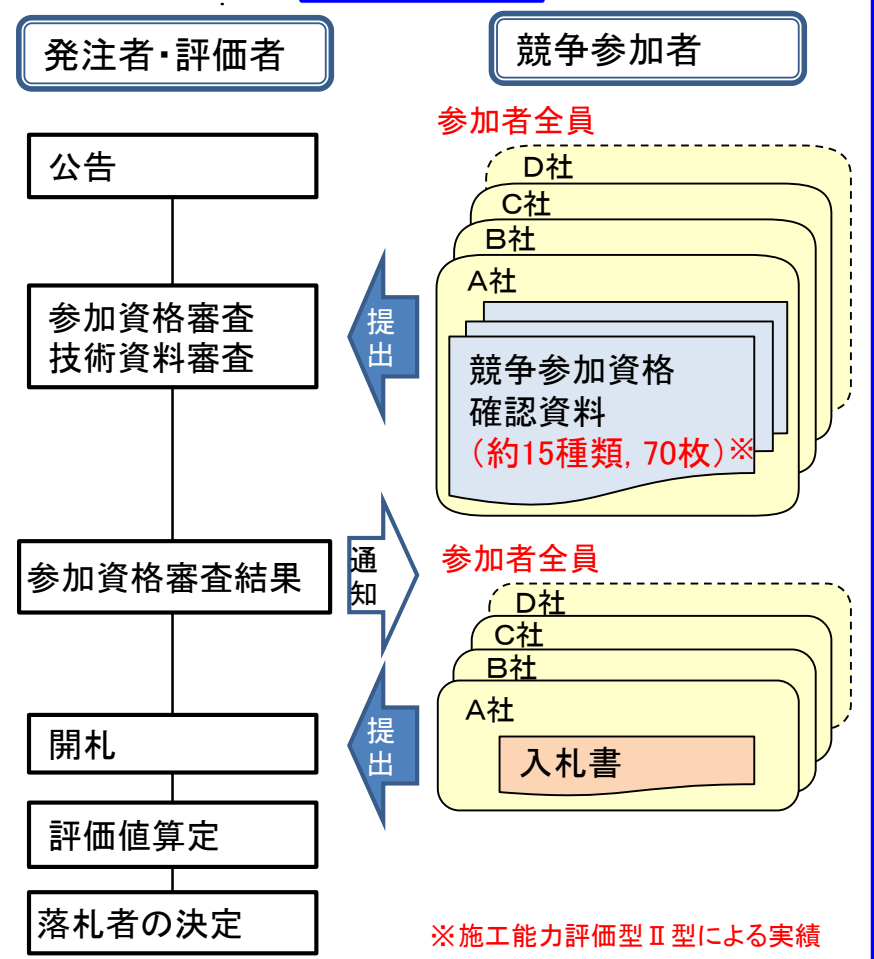 発注者・評価者
競争参加者
参加者全員
公告
D社
C社
B社
A社
参加資格審査
技術資料審査
提出
競争参加資格
確認資料
(約15種類, 70枚)※
参加資格審査結果
通知
参加者全員
D社
C社
B社
A社
開札
提出
入札書
評価値算定
落札者の決定
※施工能力評価型Ⅱ型による実績